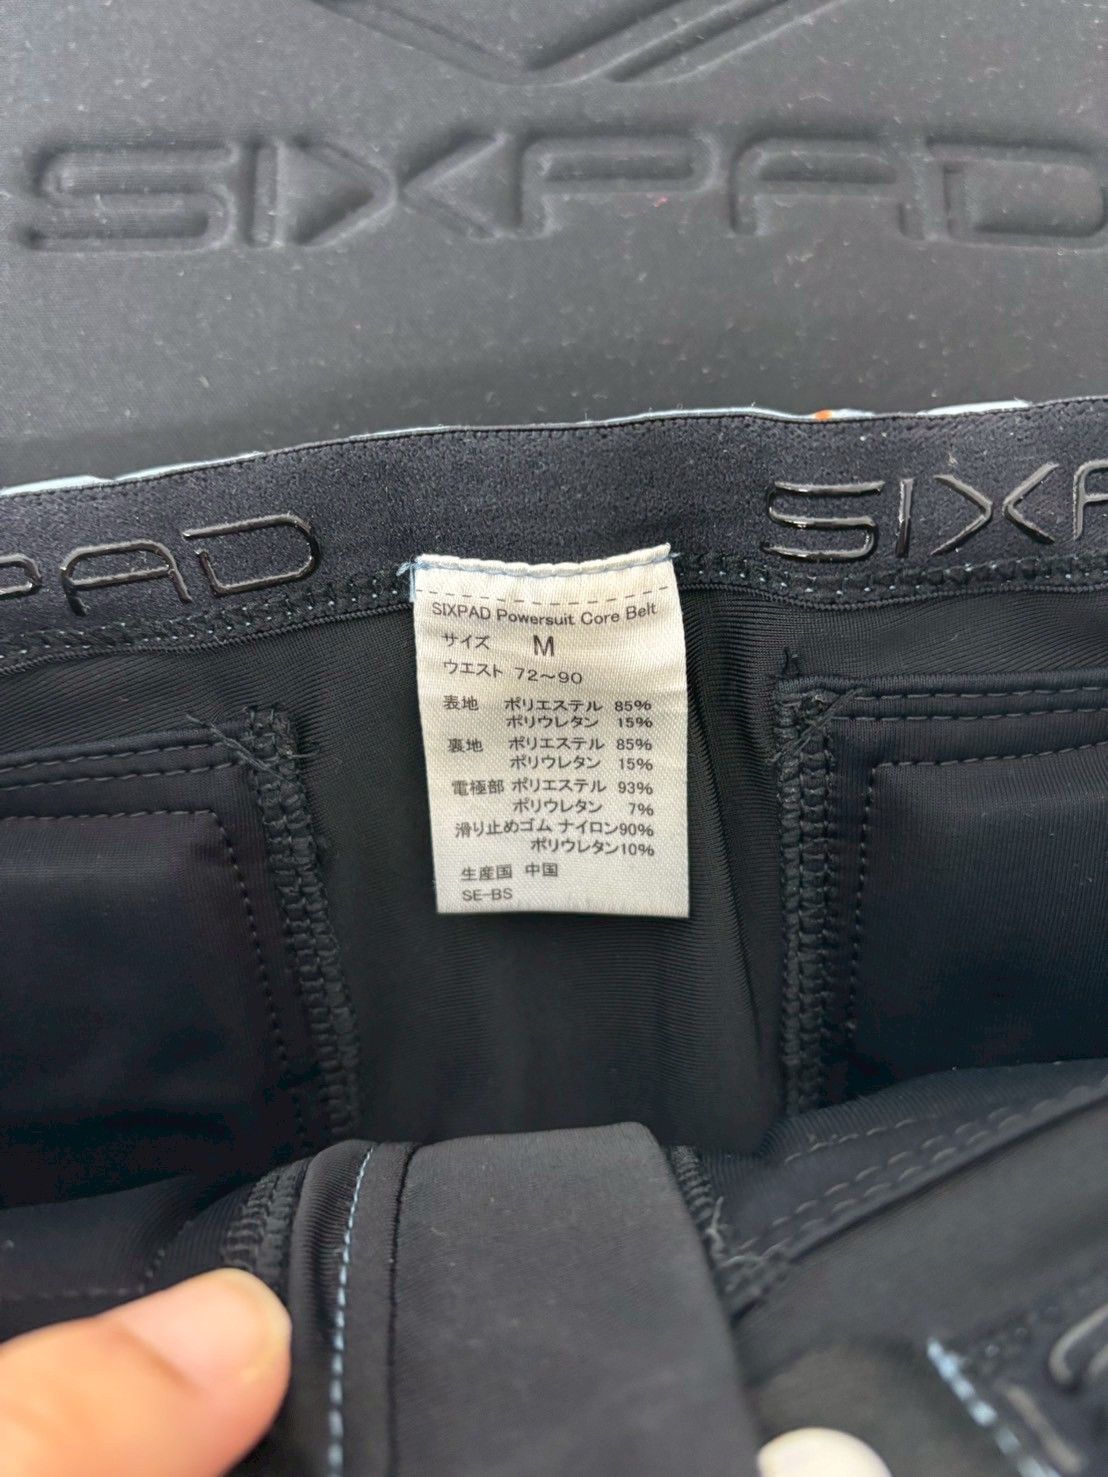 SIXPAD
XPAD
SIXPA
SIXPAD Powersuit Core Belt
サイズ M
ウエスト 72～90
表地 ポリエステル 85%
ポリウレタン 15%
裏地 ポリエステル 85%
ポリウレタン 15%
電極部 ポリエステル 93%
ポリウレタン 7%
滑り止めゴム ナイロン90%
ポリウレタン10%
生産国 中国
SE-BS